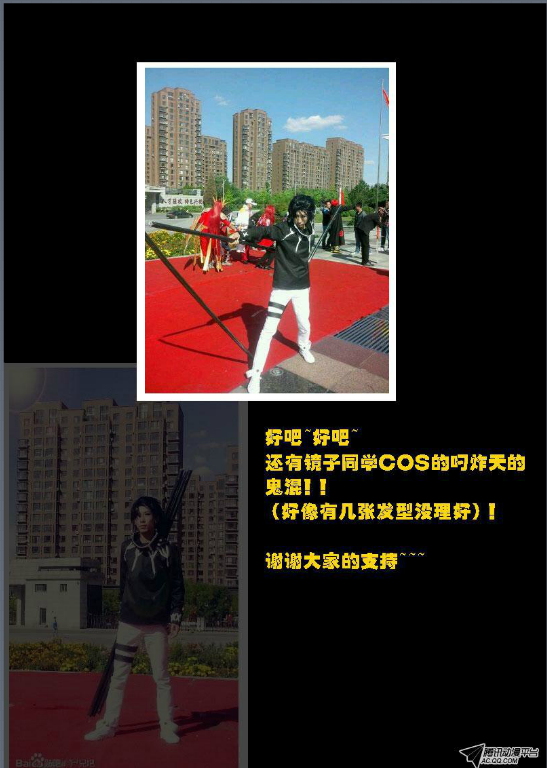 好吧~好吧~
还有镜子同学COS的叼炸天的
鬼混！！
（好像有几张发型没理好）！
谢谢大家的支持~~~
腾讯动漫平台
AC.QQ.COM